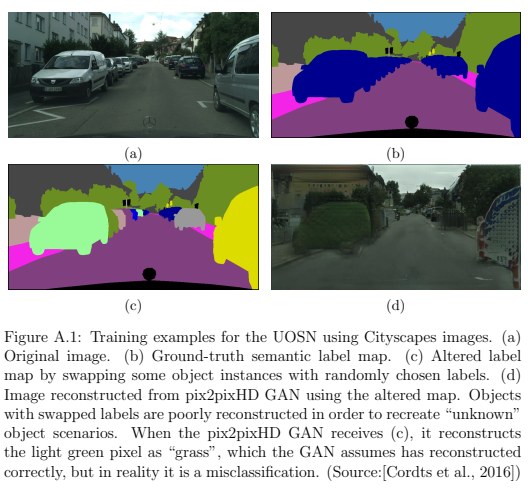 (a)
(b)
(c)
(d)
Figure A.1: Training examples for the UOSN using Cityscapes images. (a)
Original image. (b) Ground-truth semantic label map. (c) Altered label
map by swapping some object instances with randomly chosen labels. (d)
Image reconstructed from pix2pixHD GAN using the altered map. Objects
with swapped labels are poorly reconstructed in order to recreate “unknown”
object scenarios. When the pix2pixHD GAN receives (c), it reconstructs
the light green pixel as “grass”, which the GAN assumes has reconstructed
correctly, but in reality it is a misclassification. (Source:[Cordts et al., 2016])